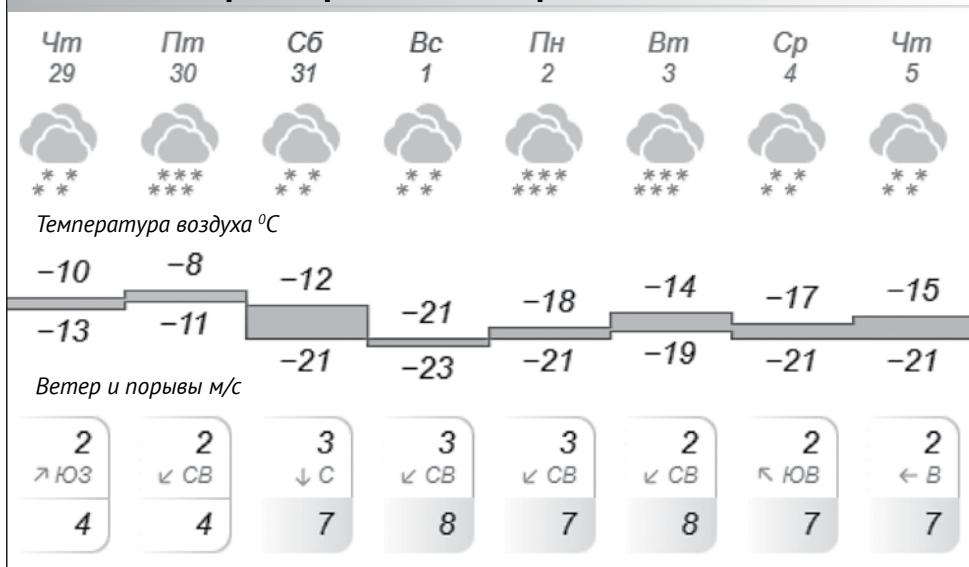 Чт Пт Сб Вс Пн Вт Ср Чт
29 30 31 1 2 3 4 5
Температура воздуха ⁰С
−10 −8 −12 −21 −18 −14 −17 −15
−13 −11 −21 −23 −21 −19 −21 −21
Ветер и порывы м/с
2 2 3 3 3 2 2 2
↗ ЮЗ ↙ СВ ↓ С ↙ СВ ↙ СВ ↙ СВ ↖ ЮВ ← В
4 4 7 8 7 8 7 7